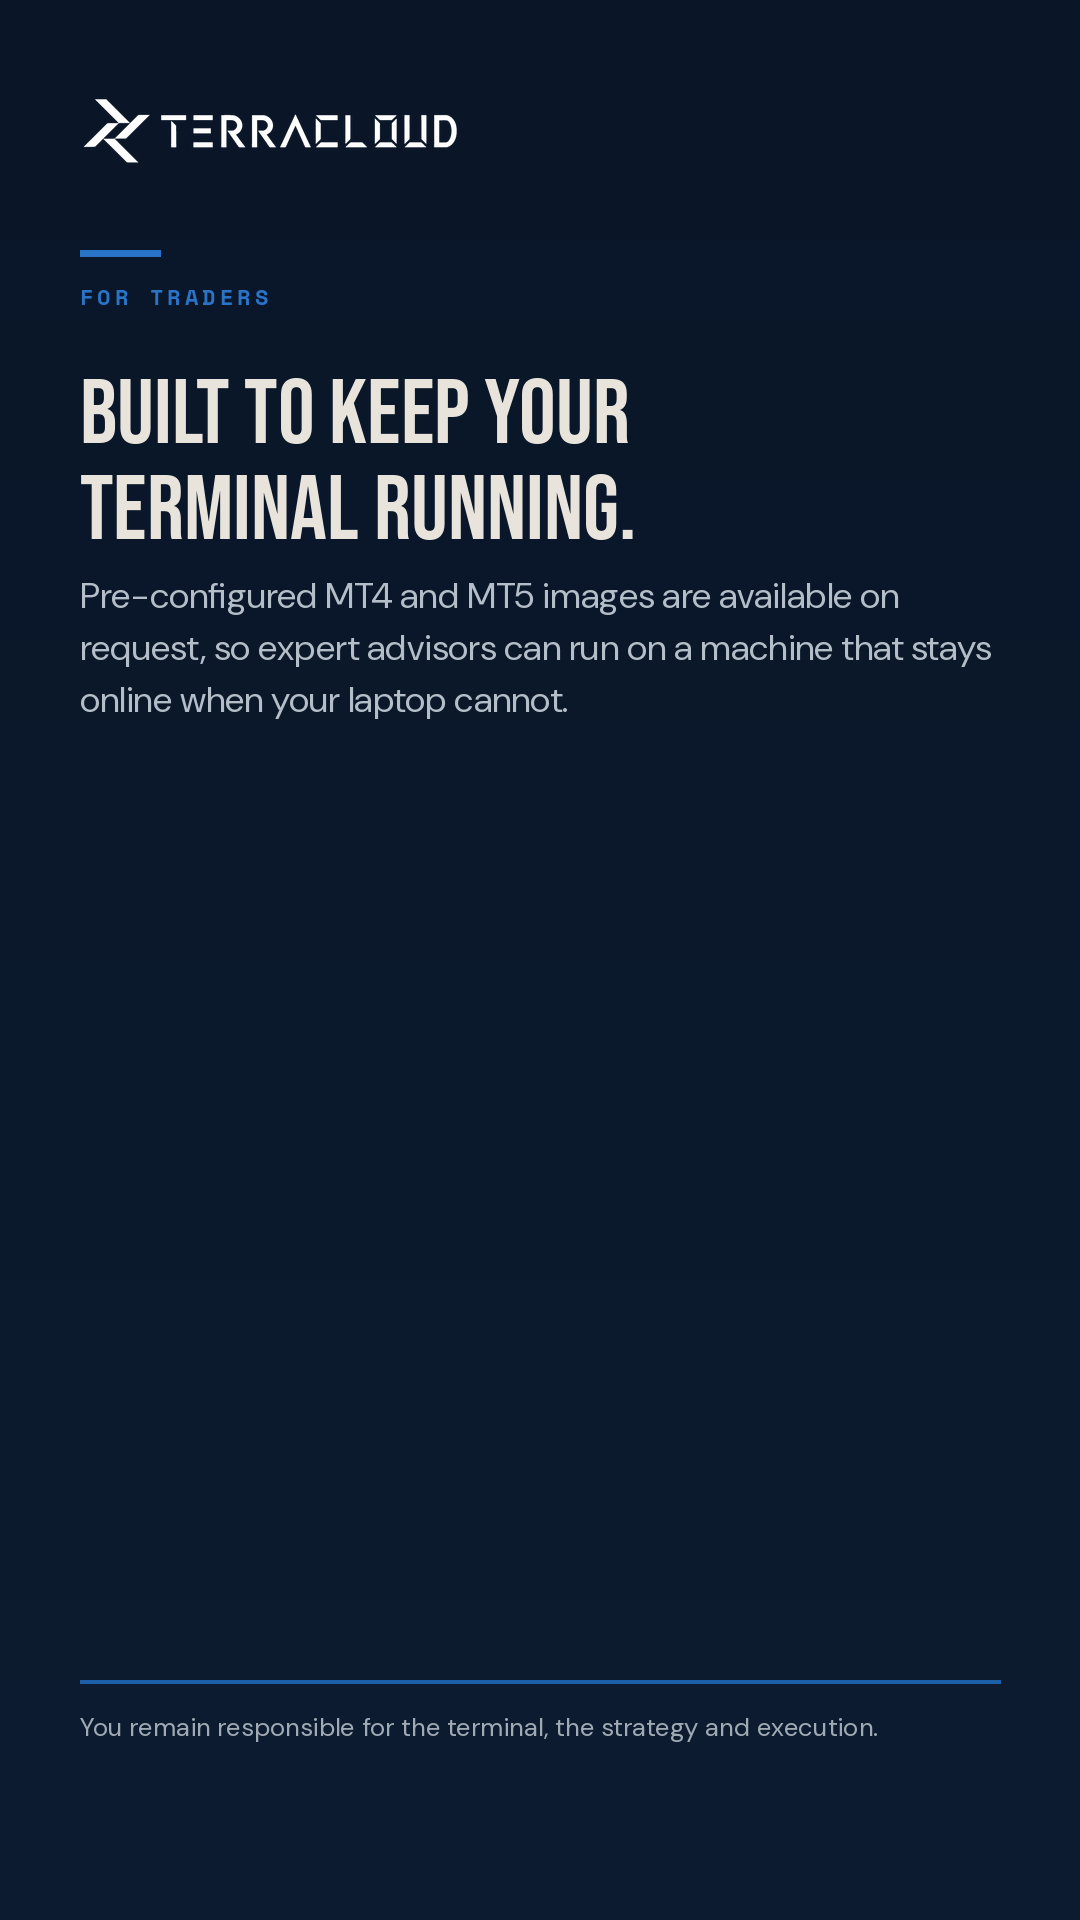 TERRACLOUD
FOR TRADERS
BUILT TO KEEP YOUR
TERMINAL RUNNING.
Pre-configured MT4 and MT5 images are available on
request, so expert advisors can run on a machine that stays
online when your laptop cannot.
You remain responsible for the terminal, the strategy and execution.